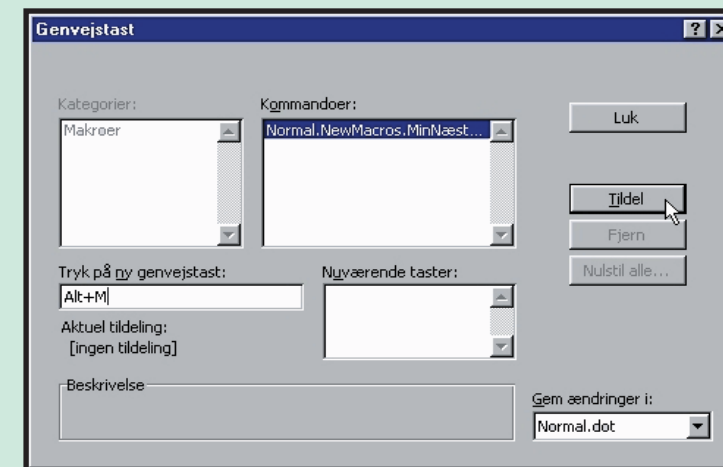 Genvejstast
Kategorier:
Makroer
Kommandoer:
Normal.NewMacros.MinNæst...
Luk
Tildel
Fjern
Nulstil alle...
Tryk på ny genvejstast:
Alt+M
Nuværende taster:
Aktuel tildeling:
[ingen tildeling]
Beskrivelse
Gem ændringer i:
Normal.dot